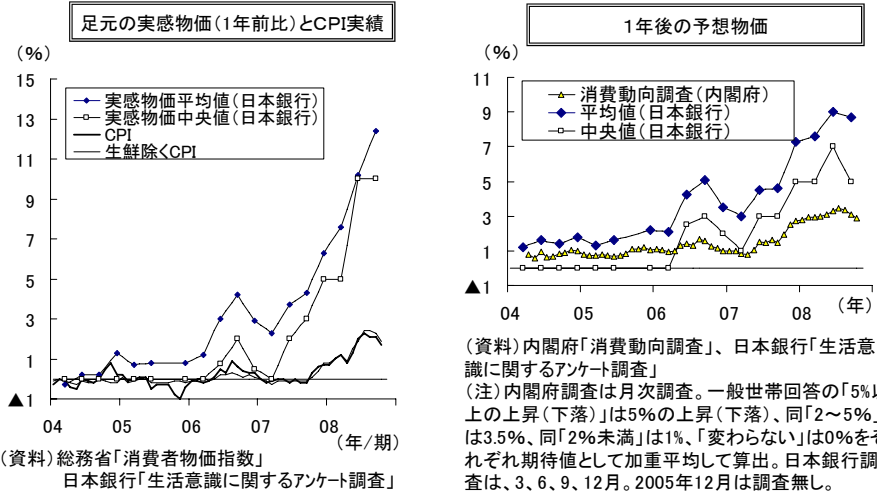 足元の実感物価（1年前比）とCPI実績
（%）
15
13
11
9
7
5
3
1
▲1
実感物価平均値（日本銀行）
実感物価中央値（日本銀行）
CPI
生鮮除くCPI
04
05
06
07
08
（年/期）
（資料）総務省「消費者物価指数」
日本銀行「生活意識に関するアンケート調査」
1年後の予想物価
（%）
11
9
7
5
3
1
▲1
消費動向調査（内閣府）
平均値（日本銀行）
中央値（日本銀行）
04
05
06
07
08
（年）
（資料）内閣府「消費動向調査」、日本銀行「生活意
識に関するアンケート調査」
（注）内閣府調査は月次調査。一般世帯回答の「5%以
上の上昇（下落）」は5%の上昇（下落）、同「2～5%」
は3.5%、同「2%未満」は1%、「変わらない」は0%をそ
れぞれ期待値として加重平均して算出。日本銀行調
査は、3、6、9、12月。2005年12月は調査無し。